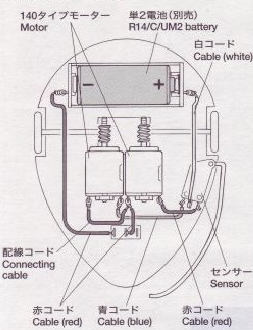 140タイプモーター
Motor
単2電池(別売)
R14/C/UM2 battery
白コード
Cable (white)
−
+
配線コード
Connecting
cable
センサー
Sensor
赤コード
Cable (red)
青コード
Cable (blue)
赤コード
Cable (red)